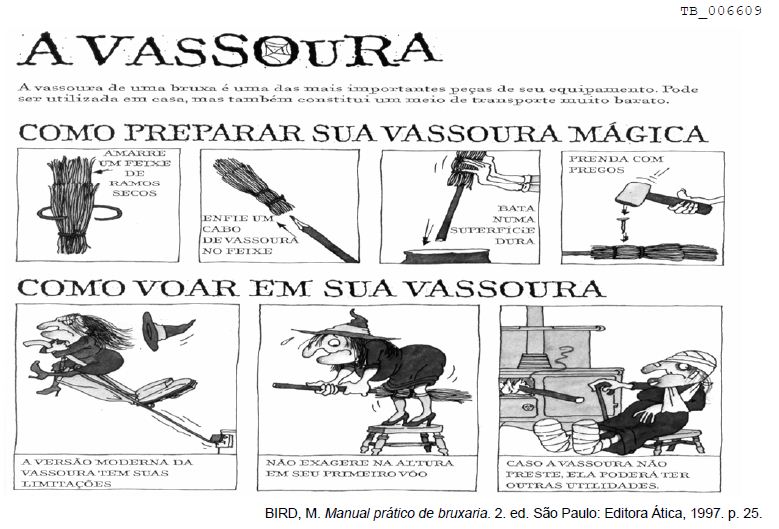 TB_006609
A VASSOURA
A vassoura de uma bruxa é uma das mais importantes peças de seu equipamento. Pode
ser utilizada em casa, mas também constitui um meio de transporte muito barato.
COMO PREPARAR SUA VASSOURA MÁGICA
AMARRE
UM FEIXE
DE
RAMOS
SECOS
ENFIE UM
CABO
DE VASSOURA
NO FEIXE
BATA
NUMA
SUPERFÍCIE
DURA
PRENDA COM
PREGOS
COMO VOAR EM SUA VASSOURA
A VERSÃO MODERNA DA
VASSOURA TEM SUAS
LIMITAÇÕES
NÃO EXAGERE NA ALTURA
EM SEU PRIMEIRO VÔO
CASO A VASSOURA NÃO
PRESTE, ELA PODERÁ TER
OUTRAS UTILIDADES.
BIRD, M. Manual prático de bruxaria. 2. ed. São Paulo: Editora Ática, 1997. p. 25.